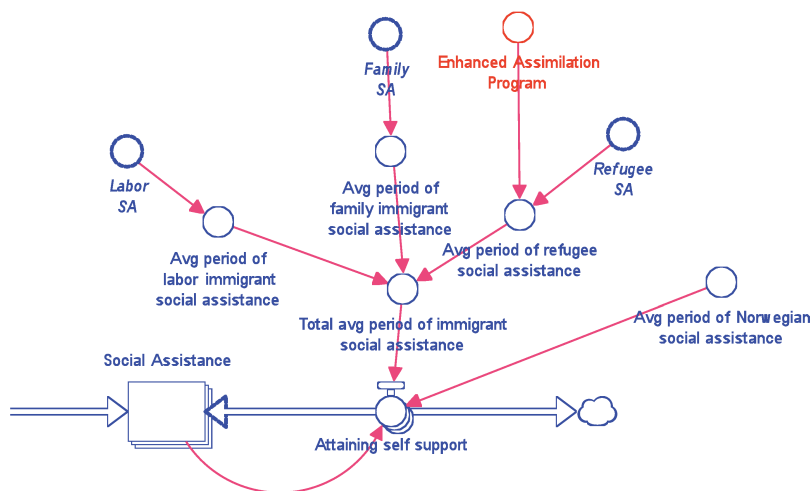 Family
SA
Enhanced Assimilation
Program
Labor
SA
Refugee
SA
Avg period of
family immigrant
social assistance
Avg period of
labor immigrant
social assistance
Avg period of refugee
social assistance
Total avg period of immigrant
social assistance
Avg period of Norwegian
social assistance
Social Assistance
Attaining self support